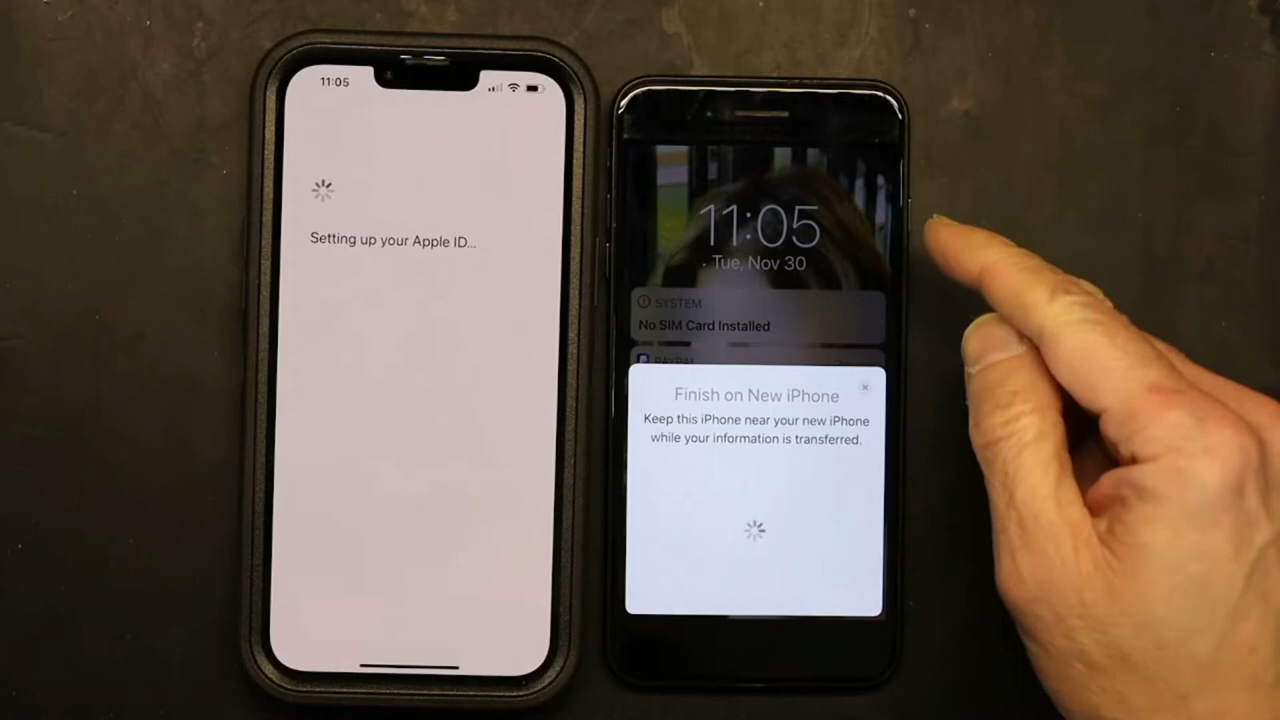 11:05
Setting up your Apple ID...
11:05
Tue, Nov 30
SYSTEM
No SIM Card Installed
PAYPAL
Finish on New iPhone
Keep this iPhone near your new iPhone
while your information is transferred.